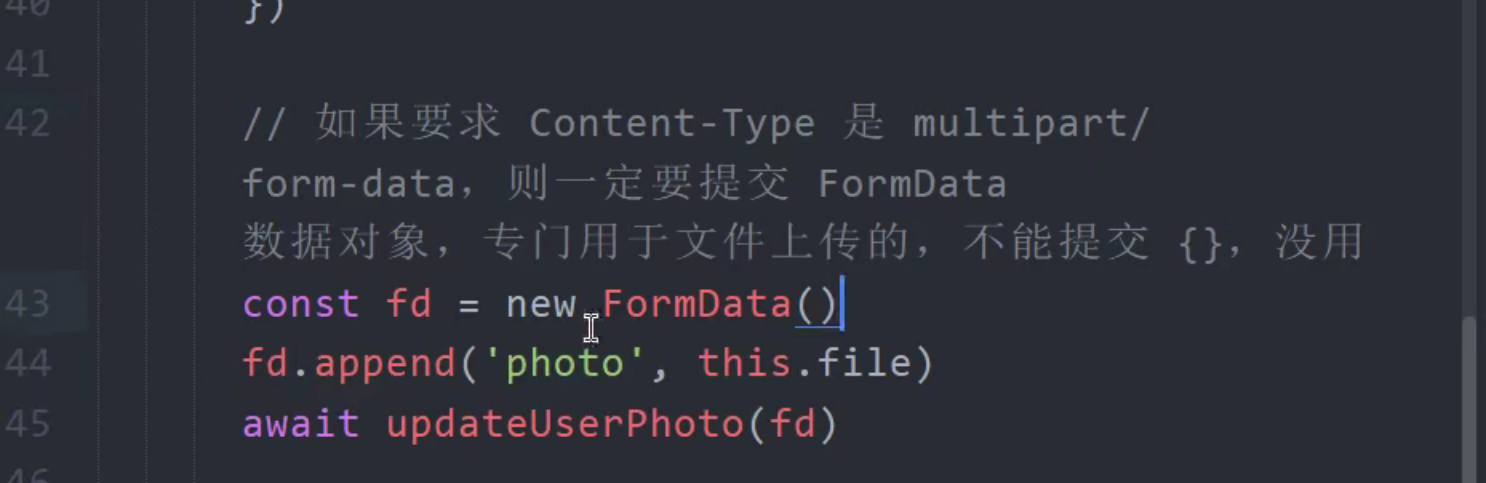 40 })
41
42 // 如果要求 Content-Type 是 multipart/
form-data，则一定要提交 FormData
数据对象，专门用于文件上传的，不能提交 {}，没用
43 const fd = new FormData()
44 fd.append('photo', this.file)
45 await updateUserPhoto(fd)
46